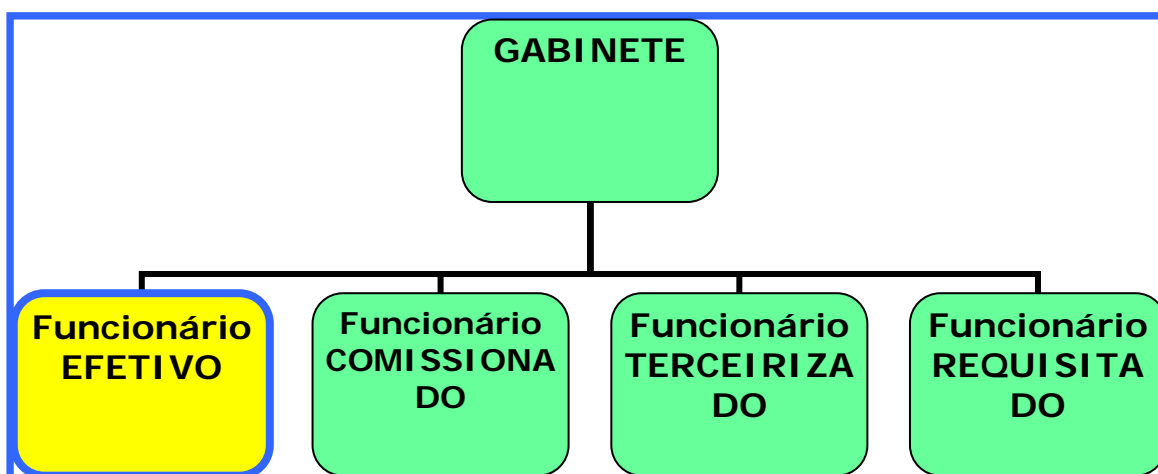 GABINETE
Funcionário
EFETIVO
Funcionário
COMISSIONA
DO
Funcionário
TERCEIRIZA
DO
Funcionário
REQUISITA
DO